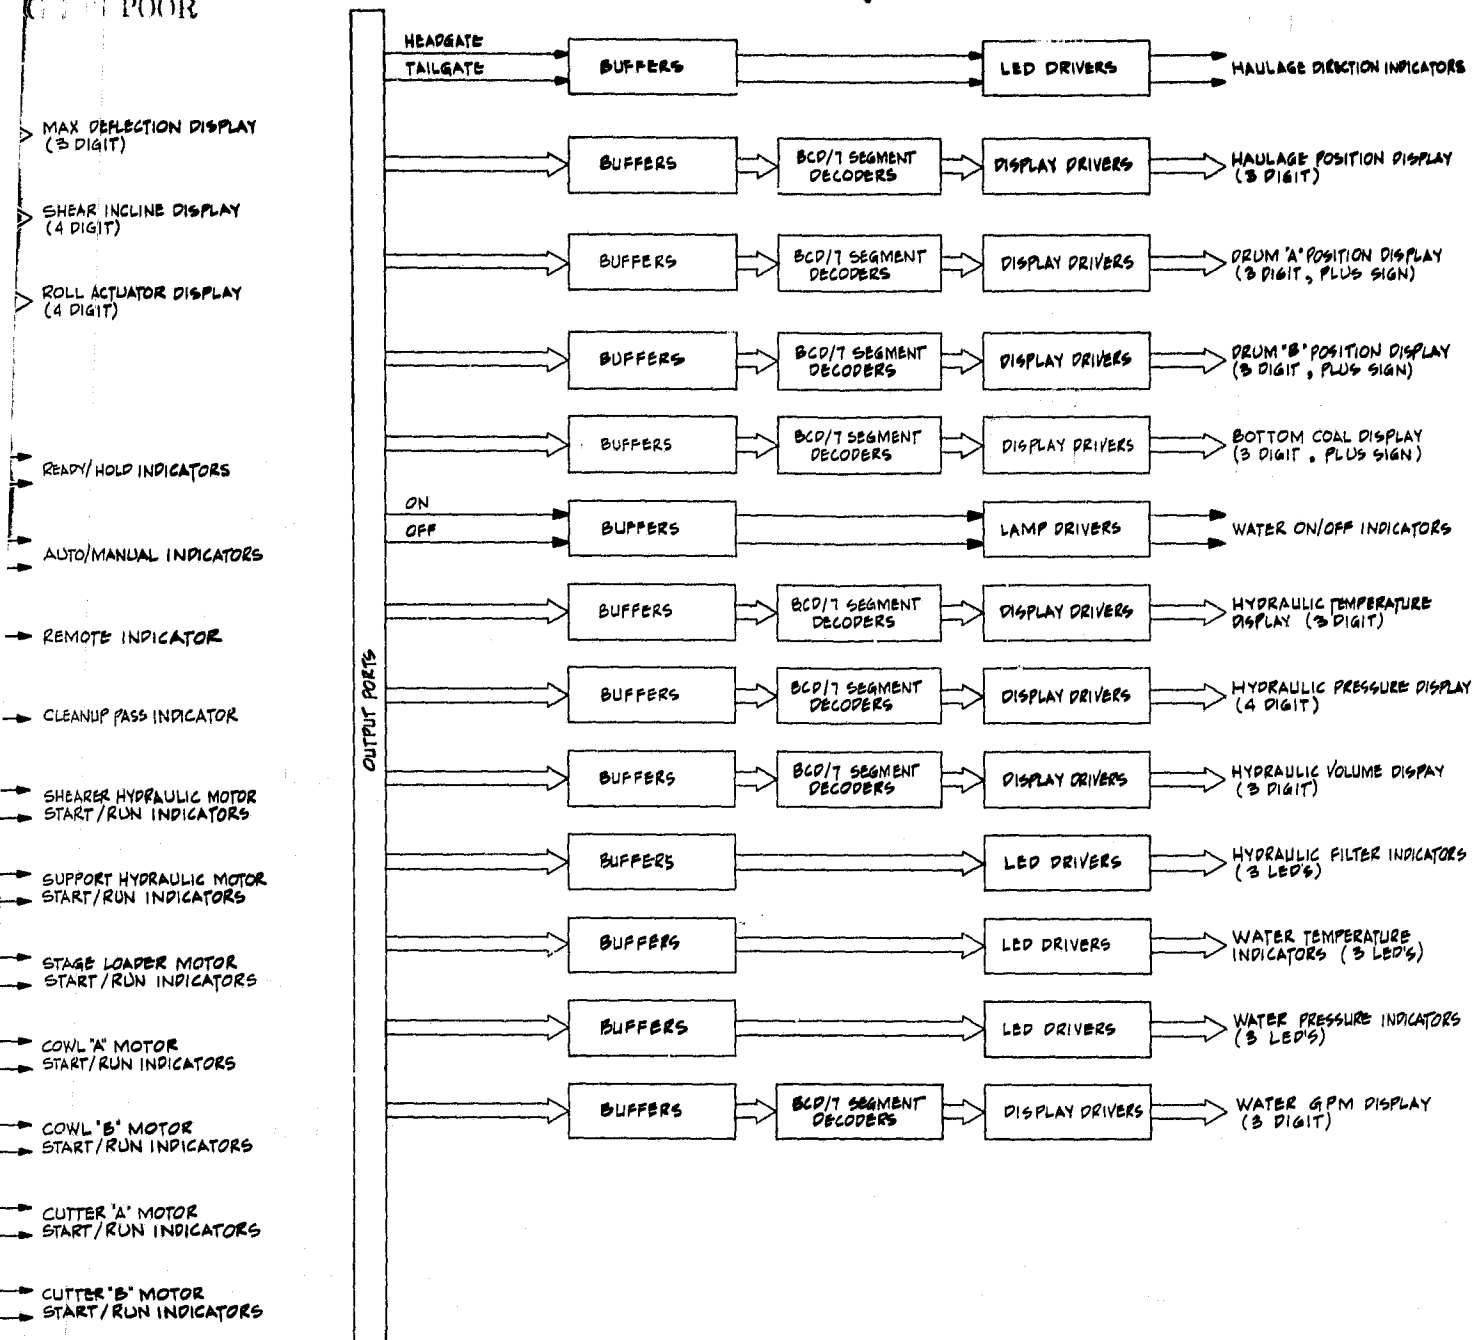 POOR
MAX DEFLECTION DISPLAY
(3 DIGIT)
SHEAR INCLINE DISPLAY
(4 DIGIT)
ROLL ACTUATOR DISPLAY
(4 DIGIT)
READY/HOLD INDICATORS
AUTO/MANUAL INDICATORS
REMOTE INDICATOR
CLEANUP PASS INDICATOR
SHEARER HYDRAULIC MOTOR
START/RUN INDICATORS
SUPPORT HYDRAULIC MOTOR
START/RUN INDICATORS
STAGE LOADER MOTOR
START/RUN INDICATORS
COWL "A" MOTOR
START/RUN INDICATORS
COWL "B" MOTOR
START/RUN INDICATORS
CUTTER "A" MOTOR
START/RUN INDICATORS
CUTTER "B" MOTOR
START/RUN INDICATORS
OUTPUT PORTS
HEADGATE
TAILGATE
BUFFERS
LED DRIVERS
HAULAGE DIRECTION INDICATORS
BUFFERS
BCD/7 SEGMENT
DECODERS
DISPLAY DRIVERS
HAULAGE POSITION DISPLAY
(3 DIGIT)
BUFFERS
BCD/7 SEGMENT
DECODERS
DISPLAY DRIVERS
DRUM "A" POSITION DISPLAY
(3 DIGIT, PLUS SIGN)
BUFFERS
BCD/7 SEGMENT
DECODERS
DISPLAY DRIVERS
DRUM "B" POSITION DISPLAY
(3 DIGIT, PLUS SIGN)
BUFFERS
BCD/7 SEGMENT
DECODERS
DISPLAY DRIVERS
BOTTOM COAL DISPLAY
(3 DIGIT, PLUS SIGN)
ON
OFF
BUFFERS
LAMP DRIVERS
WATER ON/OFF INDICATORS
BUFFERS
BCD/7 SEGMENT
DECODERS
DISPLAY DRIVERS
HYDRAULIC TEMPERATURE
DISPLAY (3 DIGIT)
BUFFERS
BCD/7 SEGMENT
DECODERS
DISPLAY DRIVERS
HYDRAULIC PRESSURE DISPLAY
(4 DIGIT)
BUFFERS
BCD/7 SEGMENT
DECODERS
DISPLAY DRIVERS
HYDRAULIC VOLUME DISPAY
(3 DIGIT)
BUFFERS
LED DRIVERS
HYDRAULIC FILTER INDICATORS
(3 LED'S)
BUFFERS
LED DRIVERS
WATER TEMPERATURE
INDICATORS (3 LED'S)
BUFFERS
LED DRIVERS
WATER PRESSURE INDICATORS
(3 LED'S)
BUFFERS
BCD/7 SEGMENT
DECODERS
DISPLAY DRIVERS
WATER GPM DISPLAY
(3 DIGIT)